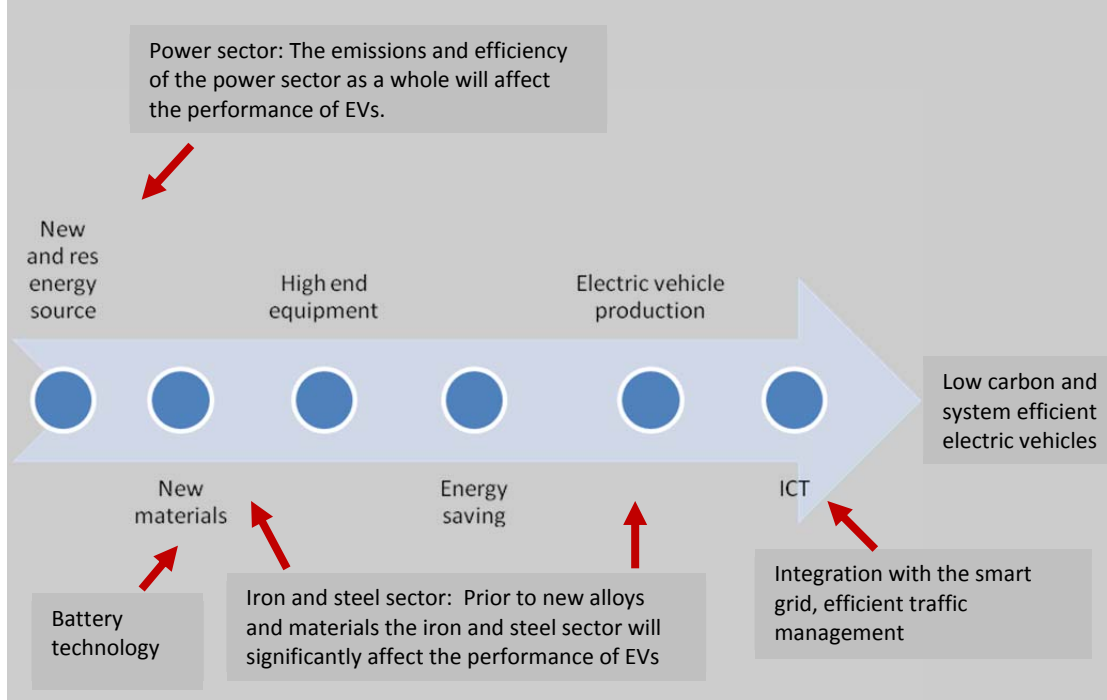 Power sector: The emissions and efficiency
of the power sector as a whole will affect
the performance of EVs.
New
and res
energy
source
High end
equipment
Electric vehicle
production
Low carbon and
system efficient
electric vehicles
New
materials
Energy
saving
ICT
Battery
technology
Iron and steel sector:  Prior to new alloys
and materials the iron and steel sector will
significantly affect the performance of EVs
Integration with the smart
grid, efficient traffic
management